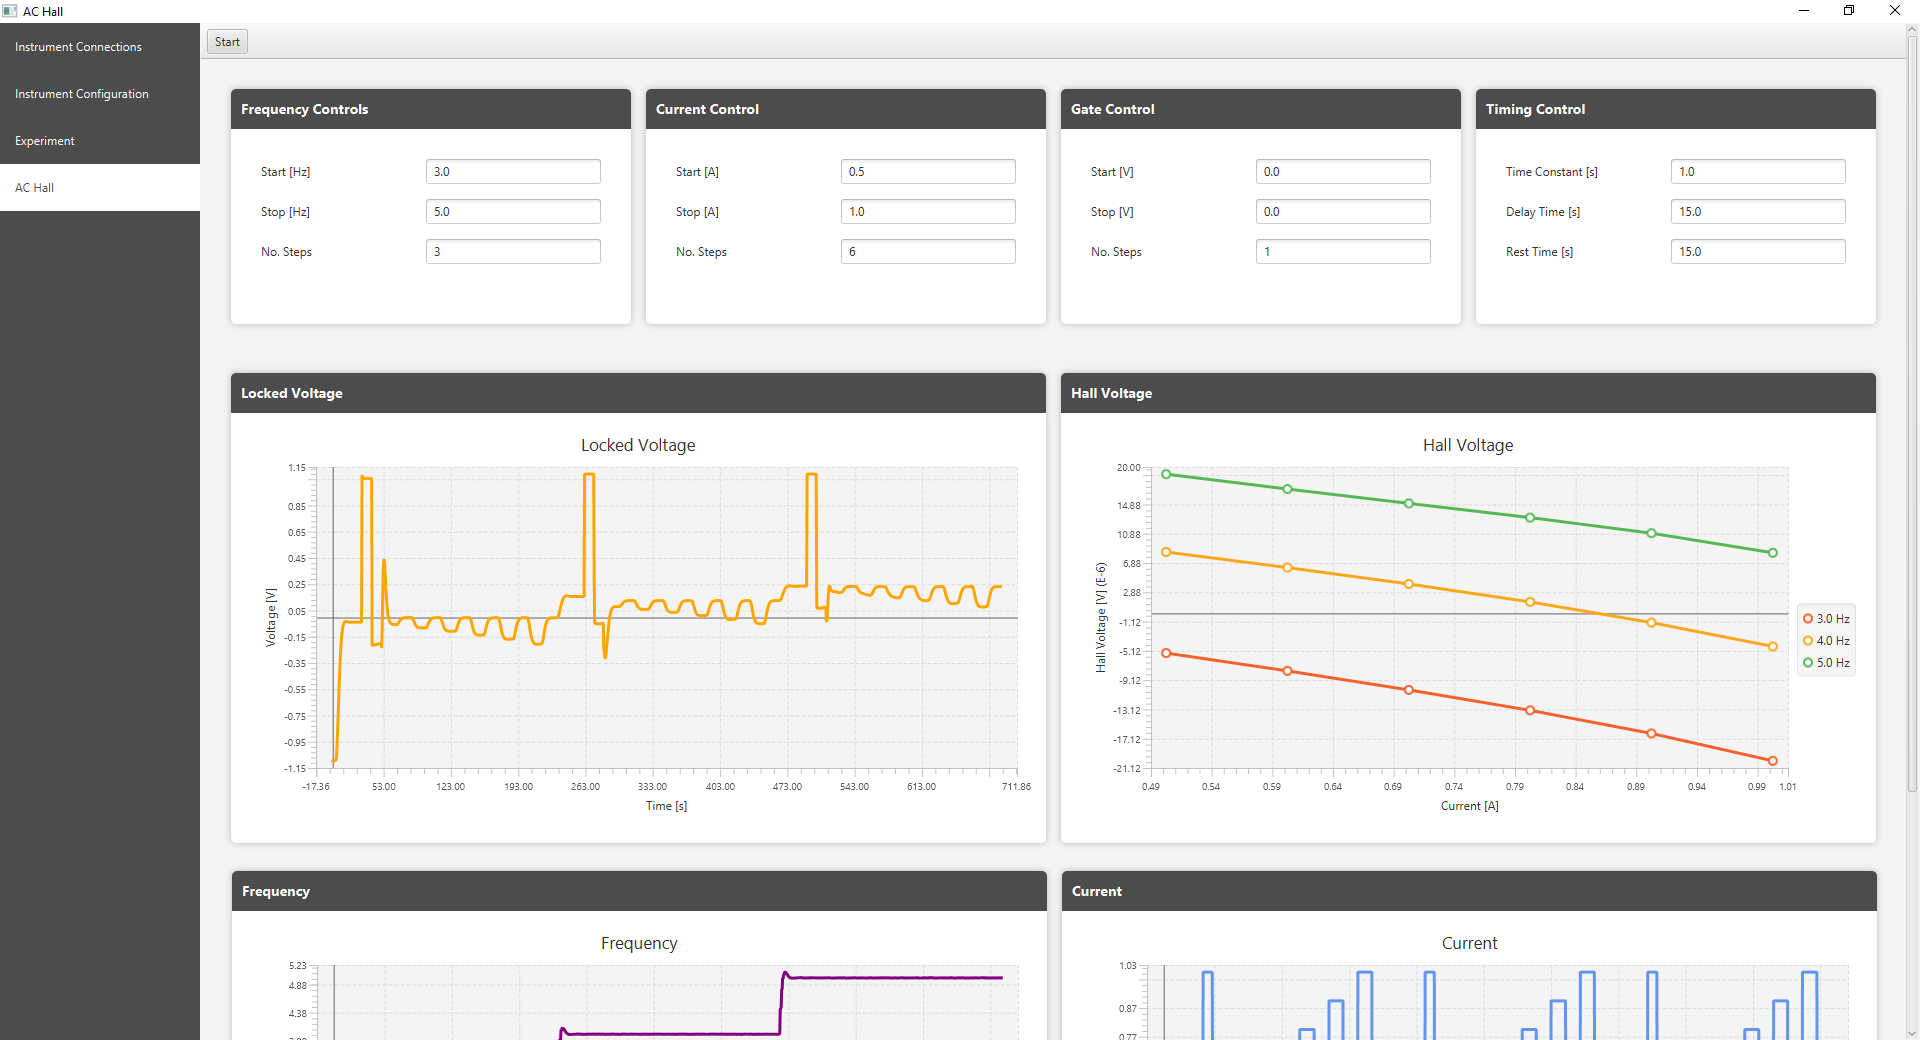 AC Hall
Instrument Connections
Instrument Configuration
Experiment
AC Hall
Start
Frequency Controls
Start [Hz] 3.0
Stop [Hz] 5.0
No. Steps 3
Current Control
Start [A] 0.5
Stop [A] 1.0
No. Steps 6
Gate Control
Start [V] 0.0
Stop [V] 0.0
No. Steps 1
Timing Control
Time Constant [s] 1.0
Delay Time [s] 15.0
Rest Time [s] 15.0
Locked Voltage
Locked Voltage
Voltage [V]
1.15
0.85
0.65
0.45
0.25
0.05
-0.15
-0.35
-0.55
-0.75
-0.95
-1.15
-17.36 53.00 123.00 193.00 263.00 333.00 403.00 473.00 543.00 613.00 711.86
Time [s]
Hall Voltage
Hall Voltage
Hall Voltage [V] (E-6)
20.00
14.88
10.88
6.88
2.88
-1.12
-5.12
-9.12
-13.12
-17.12
-21.12
0.49 0.54 0.59 0.64 0.69 0.74 0.79 0.84 0.89 0.94 0.99 1.01
Current [A]
3.0 Hz
4.0 Hz
5.0 Hz
Frequency
Frequency
5.23
4.88
4.38
Current
Current
1.03
0.87
0.77